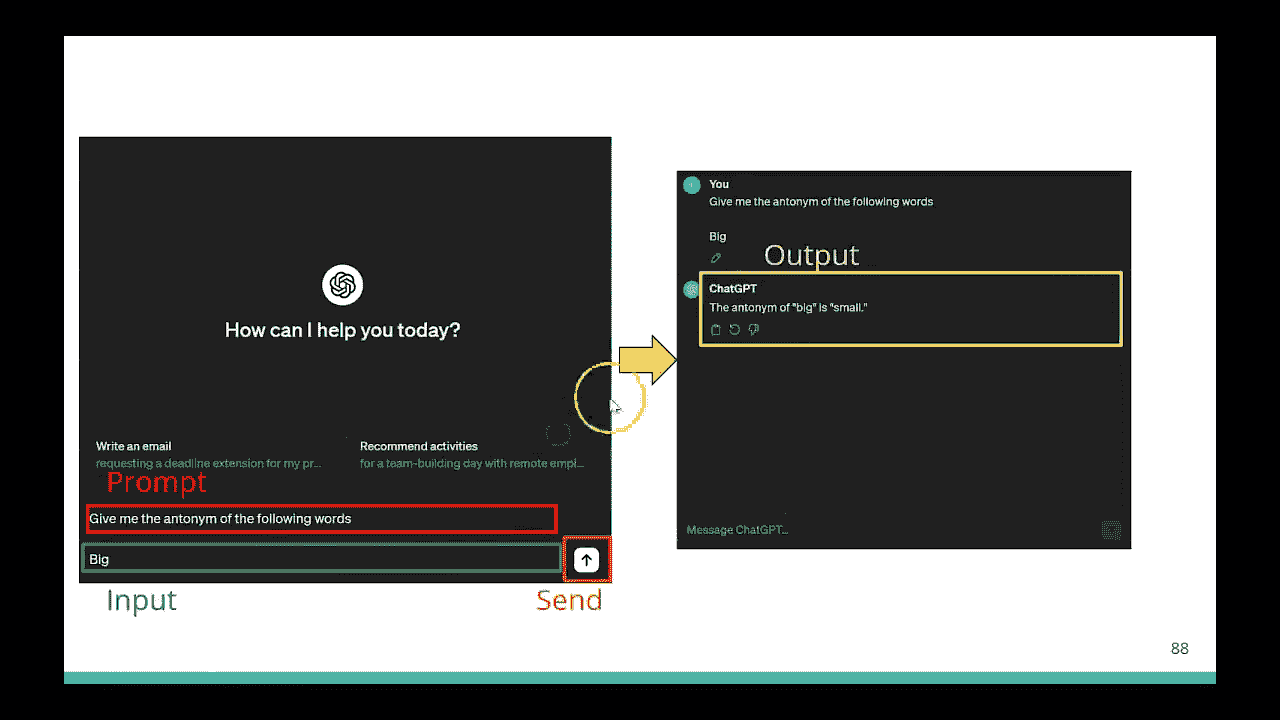 How can I help you today?
Write an email
requesting a deadline extension for my pr...
Recommend activities
for a team-building day with remote empl...
Prompt
Give me the antonym of the following words
Big
Input
Send
You
Give me the antonym of the following words
Big
Output
ChatGPT
The antonym of "big" is "small."
Message ChatGPT...
88